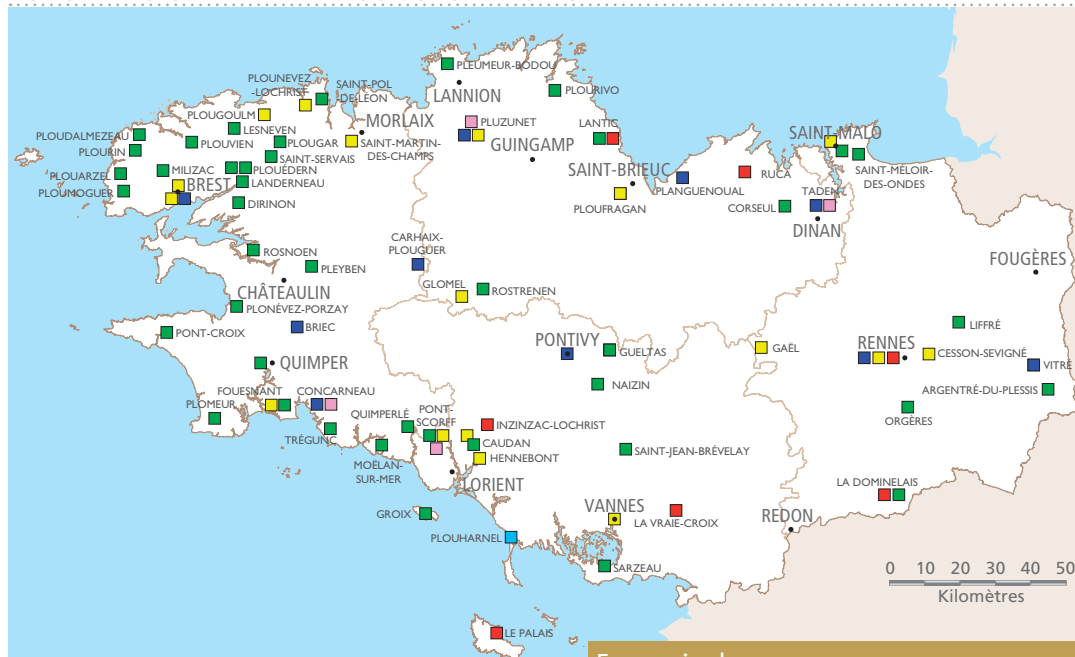 PLEUMEUR-BODOU
LANNION
PLOUNEVEZ
-LOCHRIST
SAINT-POL
-DE-LÉON
PLOURIVO
PLOUGOULM
MORLAIX
PLUZUNET
LANTIC
PLOUDALMEZEAU
LESNEVEN
PLOUVIEN
PLOUGAR
SAINT-MARTIN-
DES-CHAMPS
GUINGAMP
SAINT-MALO
PLOURIN
SAINT-SERVAIS
SAINT-MÉLOIR-
DES-ONDES
PLOUARZEL
MILIZAC
PLOUÉDERN
SAINT-BRIEUC
RUCA
PLOUMOGUER
BREST
LANDERNEAU
PLANGUENOUAL
TADEN
DIRINON
PLOUFRAGAN
CORSEUL
DINAN
ROSNOEN
CARHAIX-
PLOUGUER
PLEYBEN
FOUGÈRES
CHÂTEAULIN
GLOMEL
ROSTRENEN
PLONÉVEZ-PORZAY
BRIEC
LIFFRÉ
PONT-CROIX
PONTIVY
GUELTAS
GAËL
RENNES
CESSON-SEVIGNÉ
QUIMPER
VITRÉ
NAIZIN
ARGENTRÉ-DU-PLESSIS
FOUESNANT
CONCARNEAU
PLOMEUR
QUIMPERLÉ
PONT-
SCORFF
INZINZAC-LOCHRIST
ORGÈRES
TRÉGUNC
CAUDAN
SAINT-JEAN-BRÉVELAY
MOËLAN-
SUR-MER
HENNEBONT
LORIENT
LA DOMINELAIS
GROIX
VANNES
LA VRAIE-CROIX
REDON
PLOUHARNEL
SARZEAU
0 10 20 30 40 50
Kilomètres
LE PALAIS